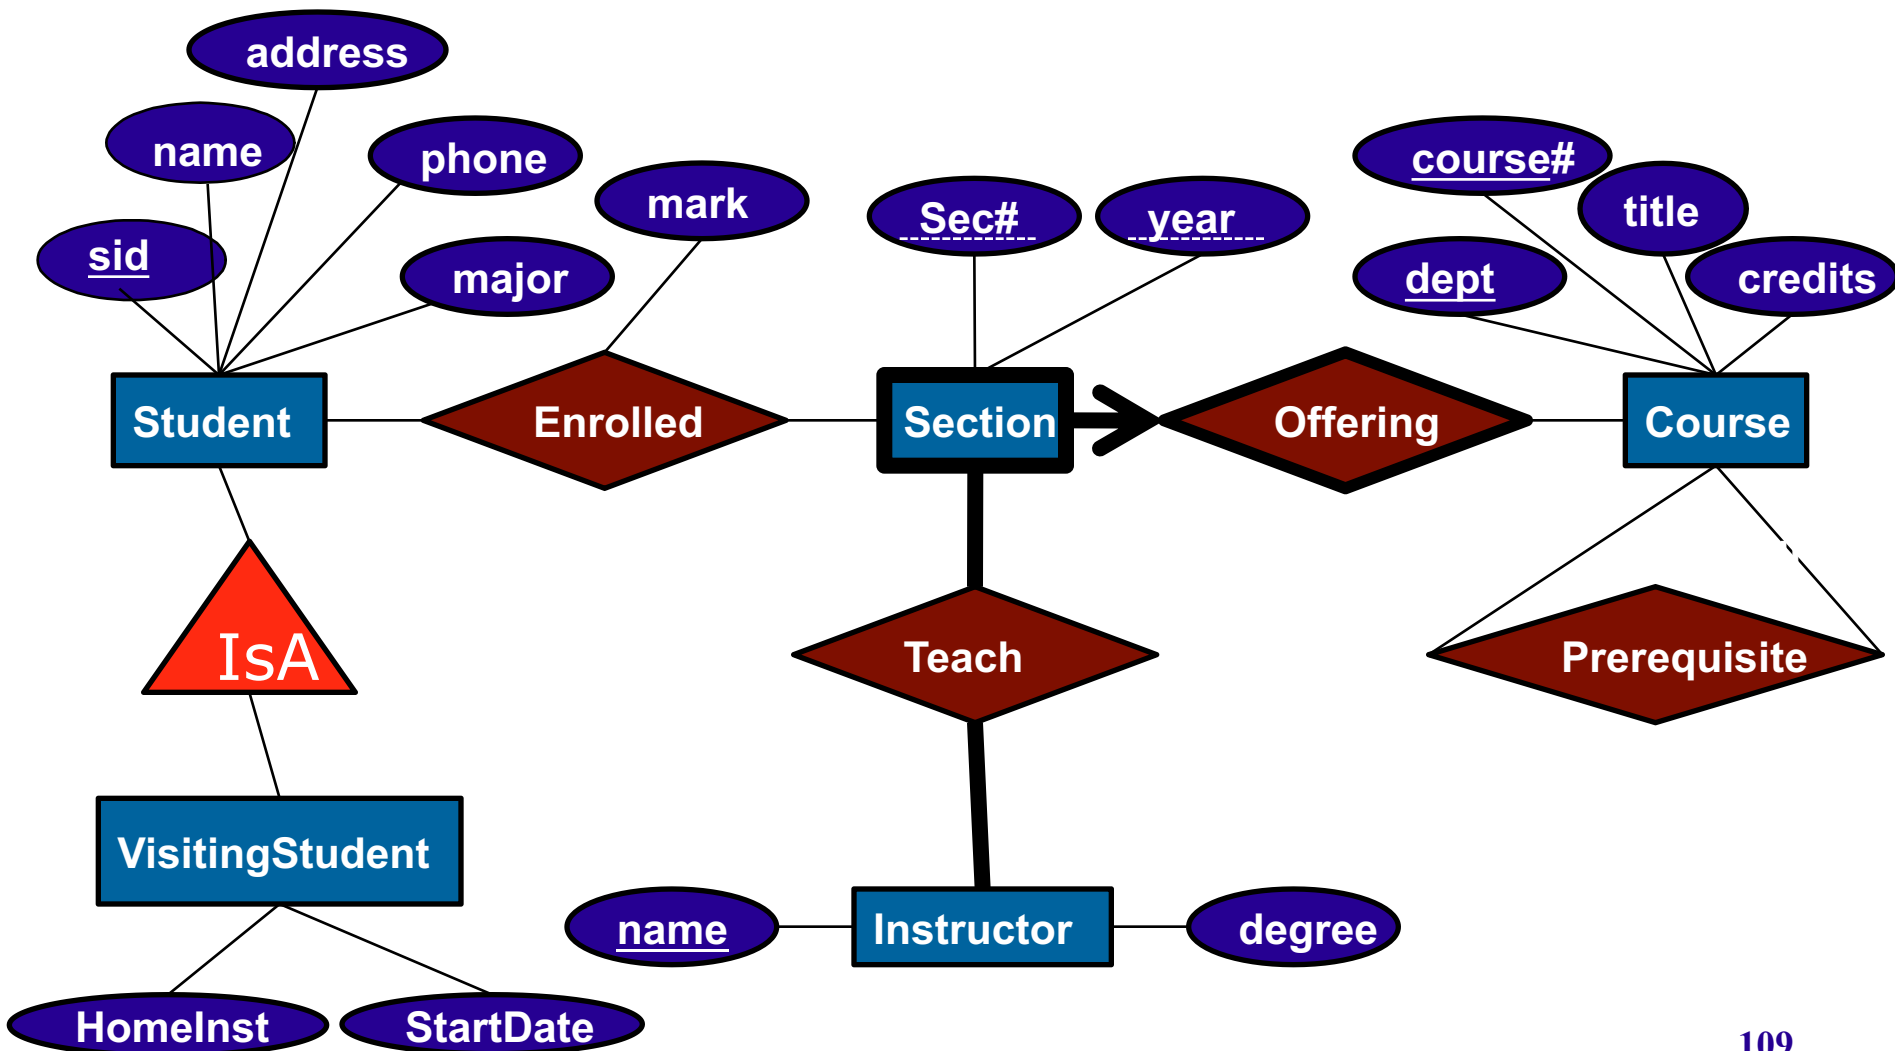 address
name
phone
mark
sid
major
Sec#
year
course#
title
dept
credits
Student
Enrolled
Section
Offering
Course
IsA
Teach
Prerequisite
VisitingStudent
name
Instructor
degree
HomeInst
StartDate
109